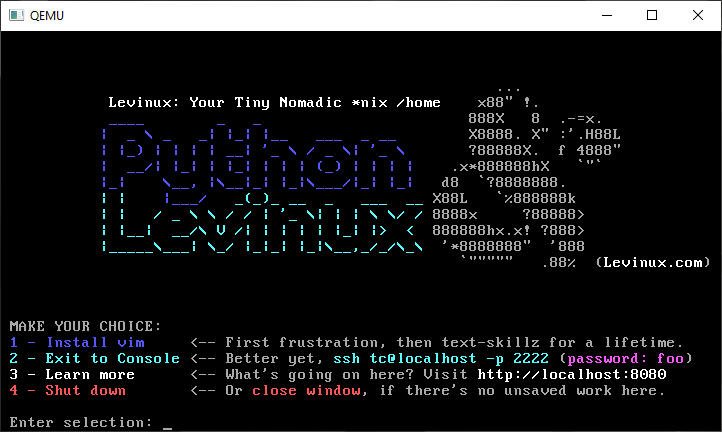 QEMU
Levinux: Your Tiny Nomadic *nix /home
Python
Levinux
(Levinux.com)
MAKE YOUR CHOICE:
1 - Install vim     <-- First frustration, then text-skillz for a lifetime.
2 - Exit to Console <-- Better yet, ssh tc@localhost -p 2222 (password: foo)
3 - Learn more      <-- What's going on here? Visit http://localhost:8080
4 - Shut down       <-- Or close window, if there's no unsaved work here.
Enter selection: _